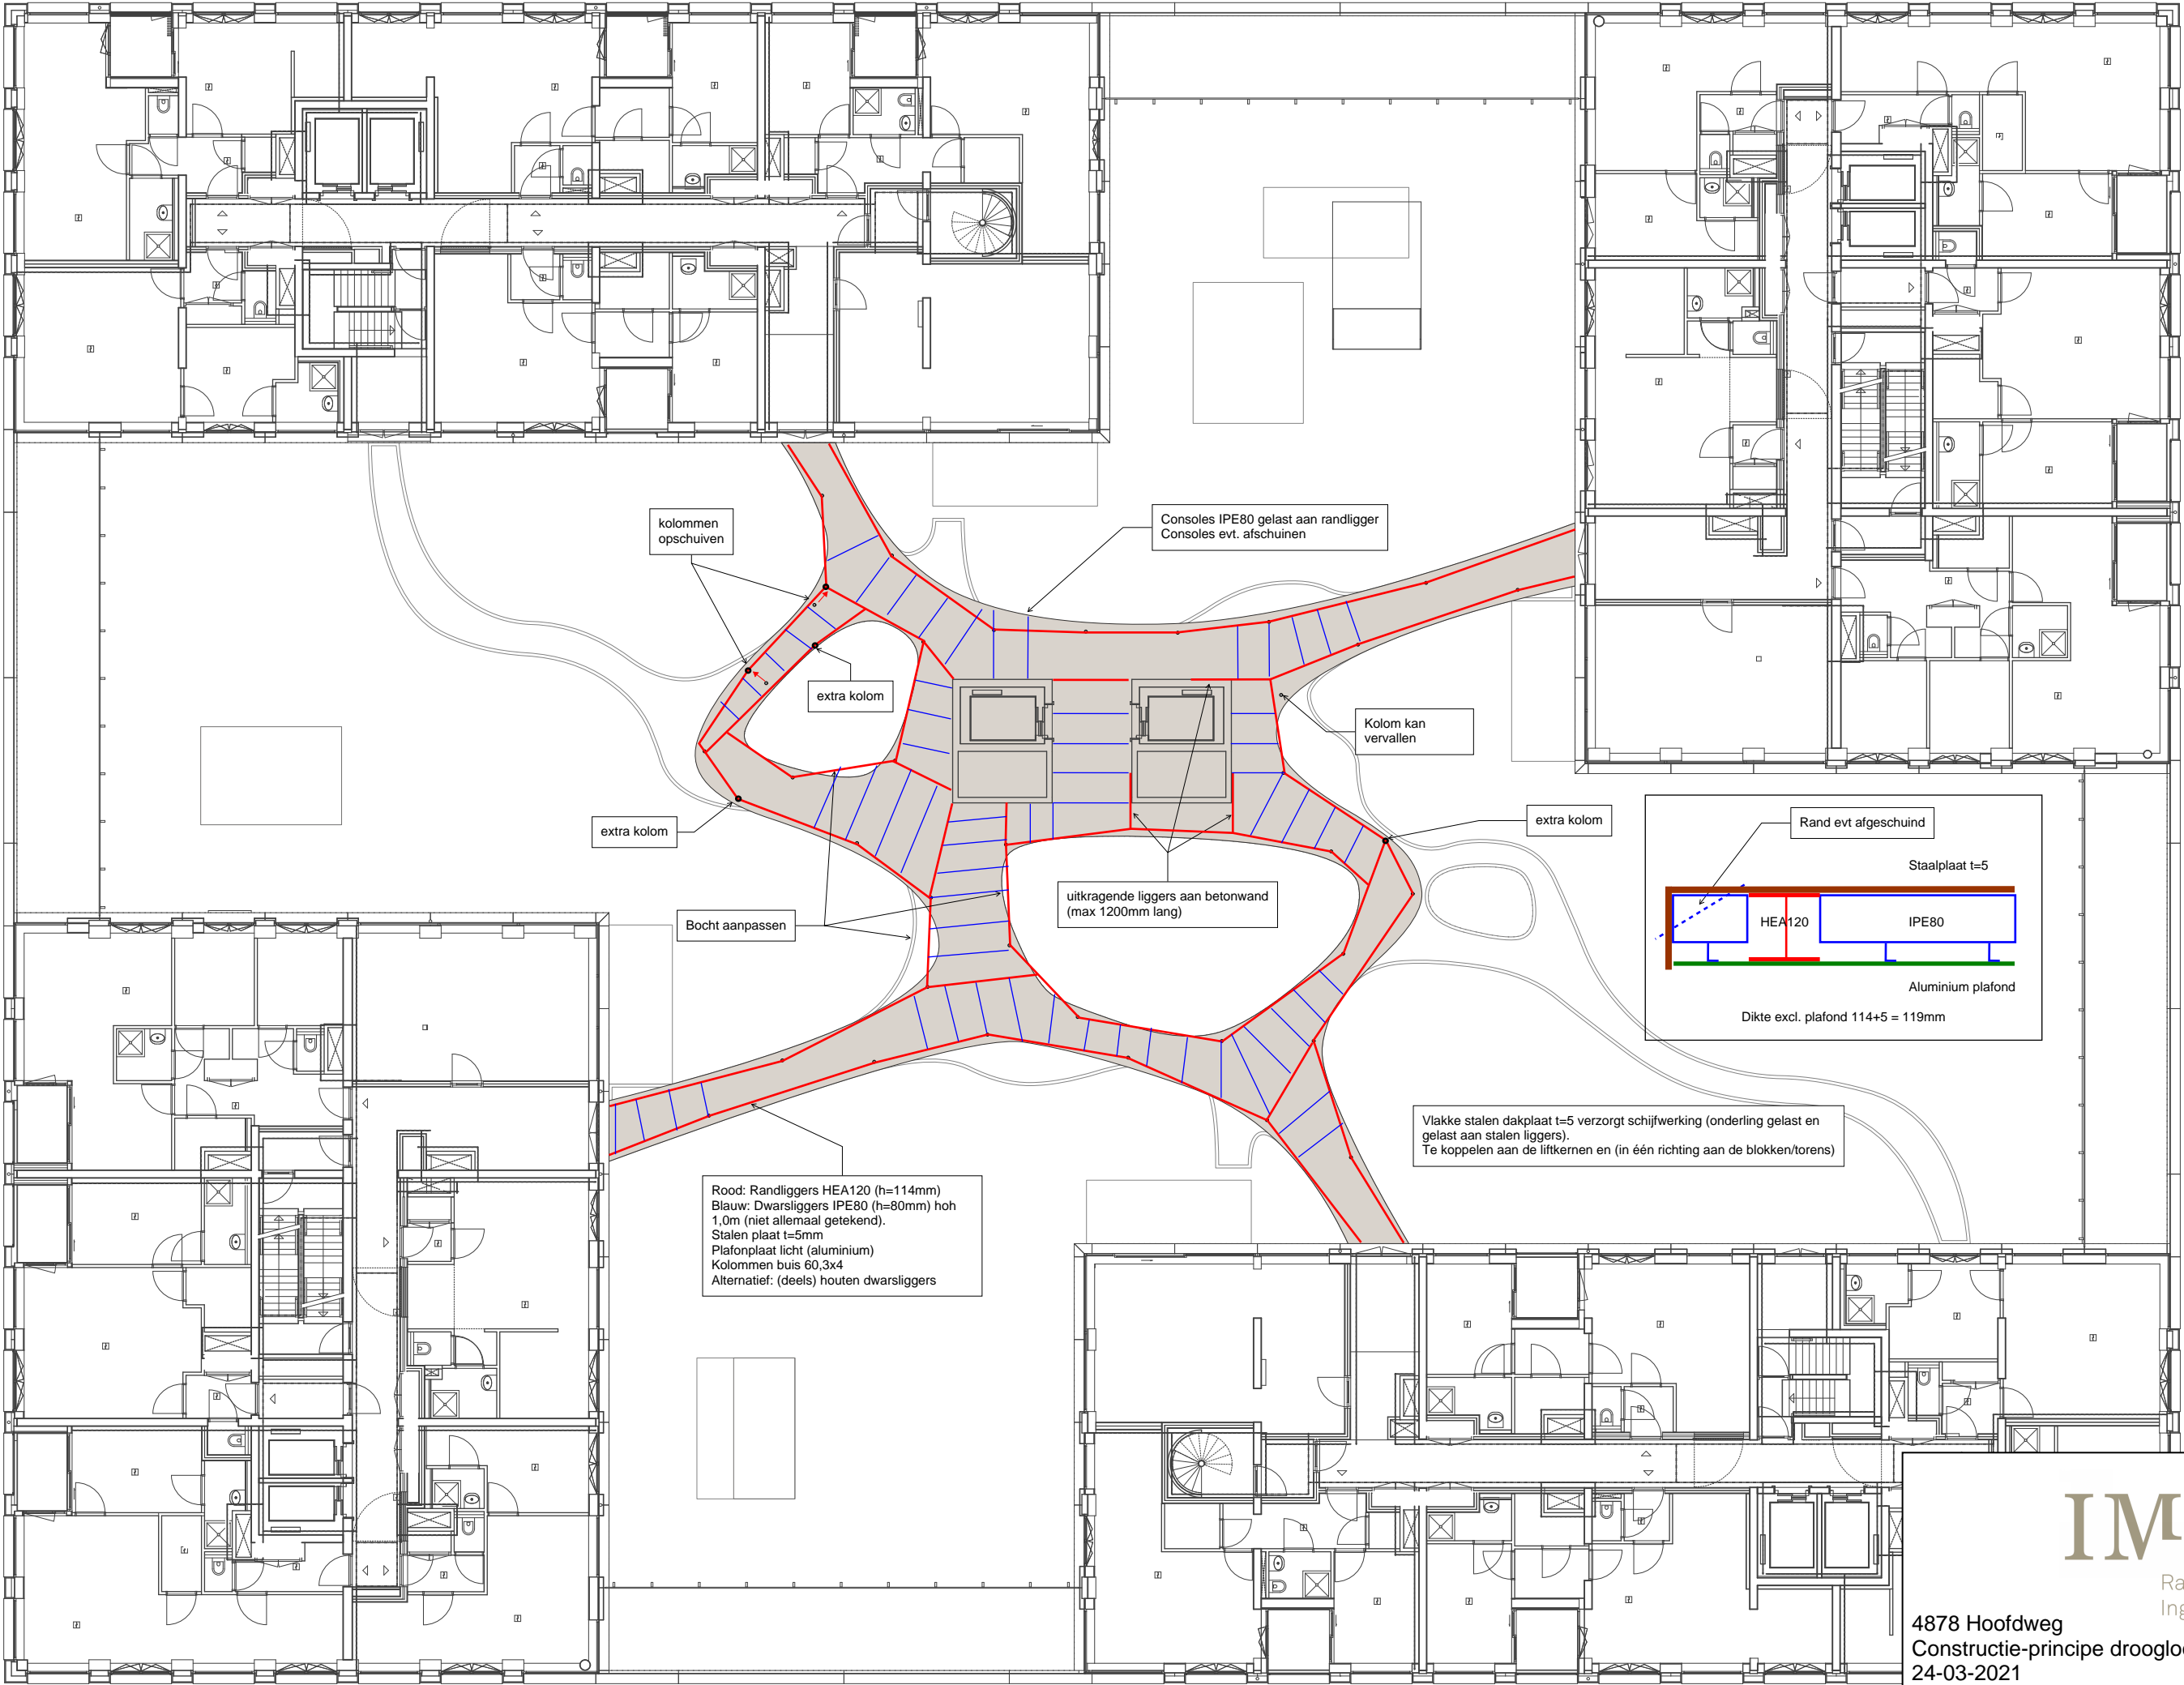 kolommen
opschuiven
Consoles IPE80 gelast aan randligger
Consoles evt. afschuinen
extra kolom
Kolom kan
vervallen
extra kolom
extra kolom
Rand evt afgeschuind
Staalplaat t=5
HEA120
IPE80
Aluminium plafond
Dikte excl. plafond 114+5 = 119mm
uitkragende liggers aan betonwand
(max 1200mm lang)
Bocht aanpassen
Vlakke stalen dakplaat t=5 verzorgt schijfwerking (onderling gelast en
gelast aan stalen liggers).
Te koppelen aan de liftkernen en (in één richting aan de blokken/torens)
Rood: Randliggers HEA120 (h=114mm)
Blauw: Dwarsliggers IPE80 (h=80mm) hoh
1,0m (niet allemaal getekend).
Stalen plaat t=5mm
Plafonplaat licht (aluminium)
Kolommen buis 60,3x4
Alternatief: (deels) houten dwarsliggers
4878 Hoofdweg
Constructie-principe
24-03-2021